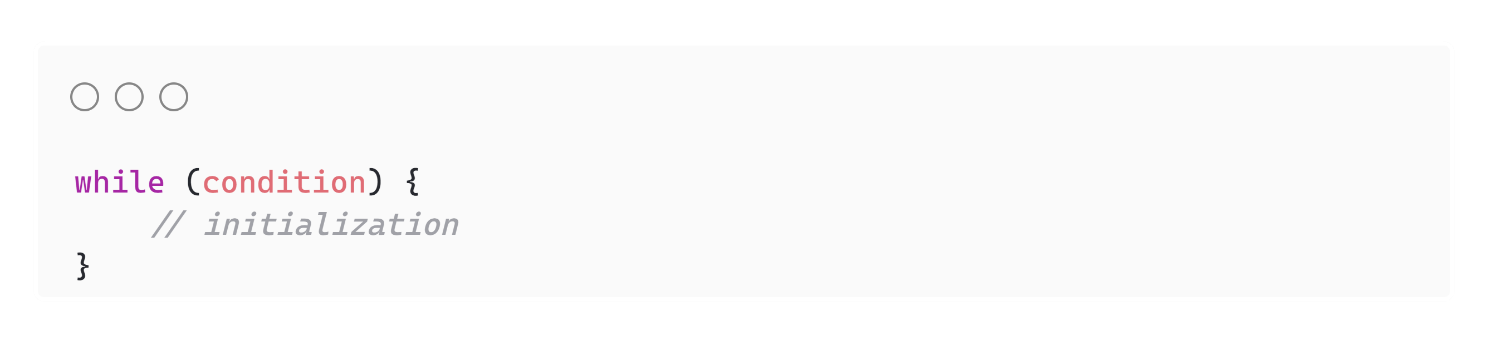 while (condition) {
    // initialization
}